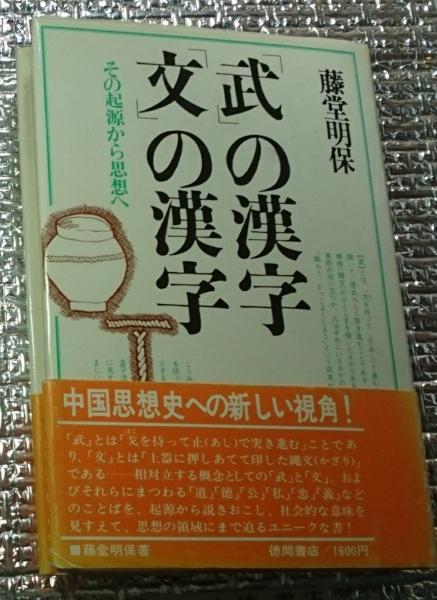 藤堂明保
「武」の漢字
「文」の漢字
その起源から思想へ
中国思想史への新しい視角!
「武」とは「戈を持って止(あし)で突き進む」ことであ
ほこ
り、「文」とは「土器に押しあてて印した縄文(かざり)」
である——相対立する概念としての「武」と「文」、およ
びそれらにまつわる「道」「徳」「公」「私」「忠」「義」など
のことばを、起源から説きおこし、社会的な意味を
見すえて、思想の領域にまで迫るユニークな書!
■藤堂明保著
徳間書店/1600円